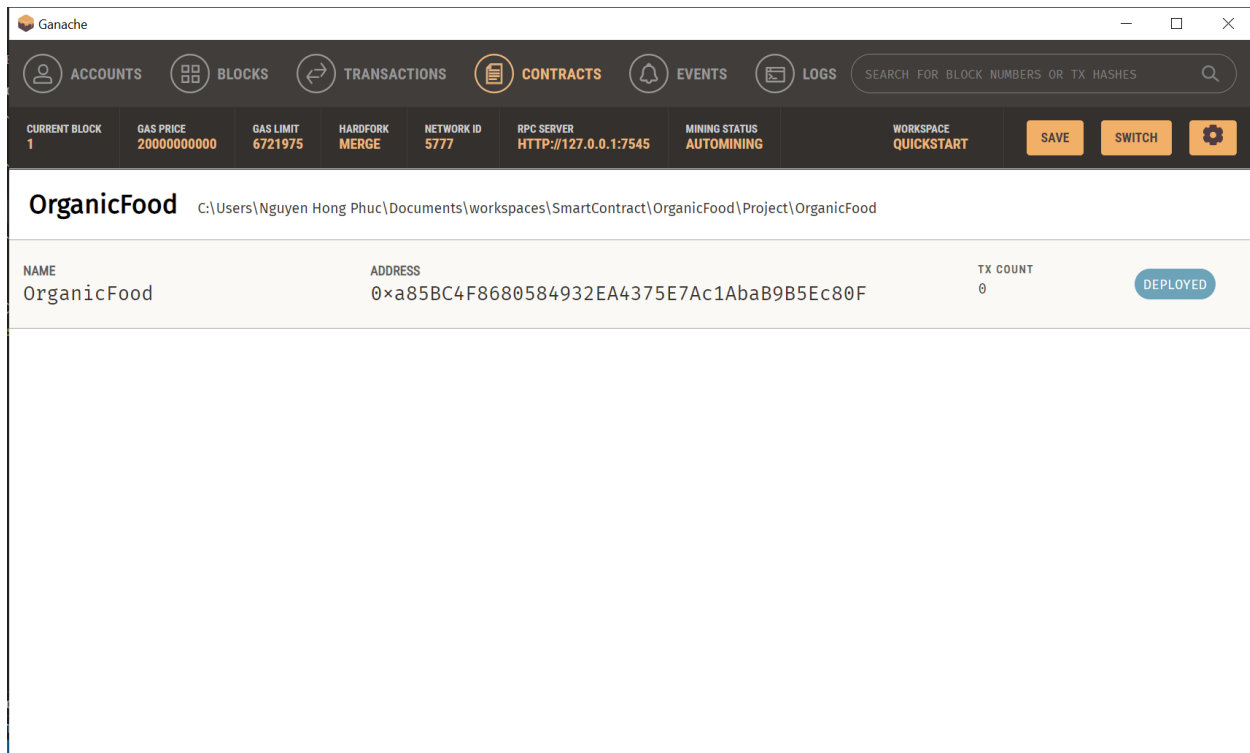 Ganache
ACCOUNTS BLOCKS TRANSACTIONS CONTRACTS EVENTS LOGS SEARCH FOR BLOCK NUMBERS OR TX HASHES
CURRENT BLOCK GAS PRICE GAS LIMIT HARDFORK NETWORK ID RPC SERVER MINING STATUS WORKSPACE
1 20000000000 6721975 MERGE 5777 HTTP://127.0.0.1:7545 AUTOMINING QUICKSTART SAVE SWITCH
OrganicFood C:\Users\Nguyen Hong Phuc\Documents\workspaces\SmartContract\OrganicFood\Project\OrganicFood
NAME ADDRESS TX COUNT
OrganicFood 0×a85BC4F8680584932EA4375E7Ac1AbaB9B5Ec80F 0 DEPLOYED